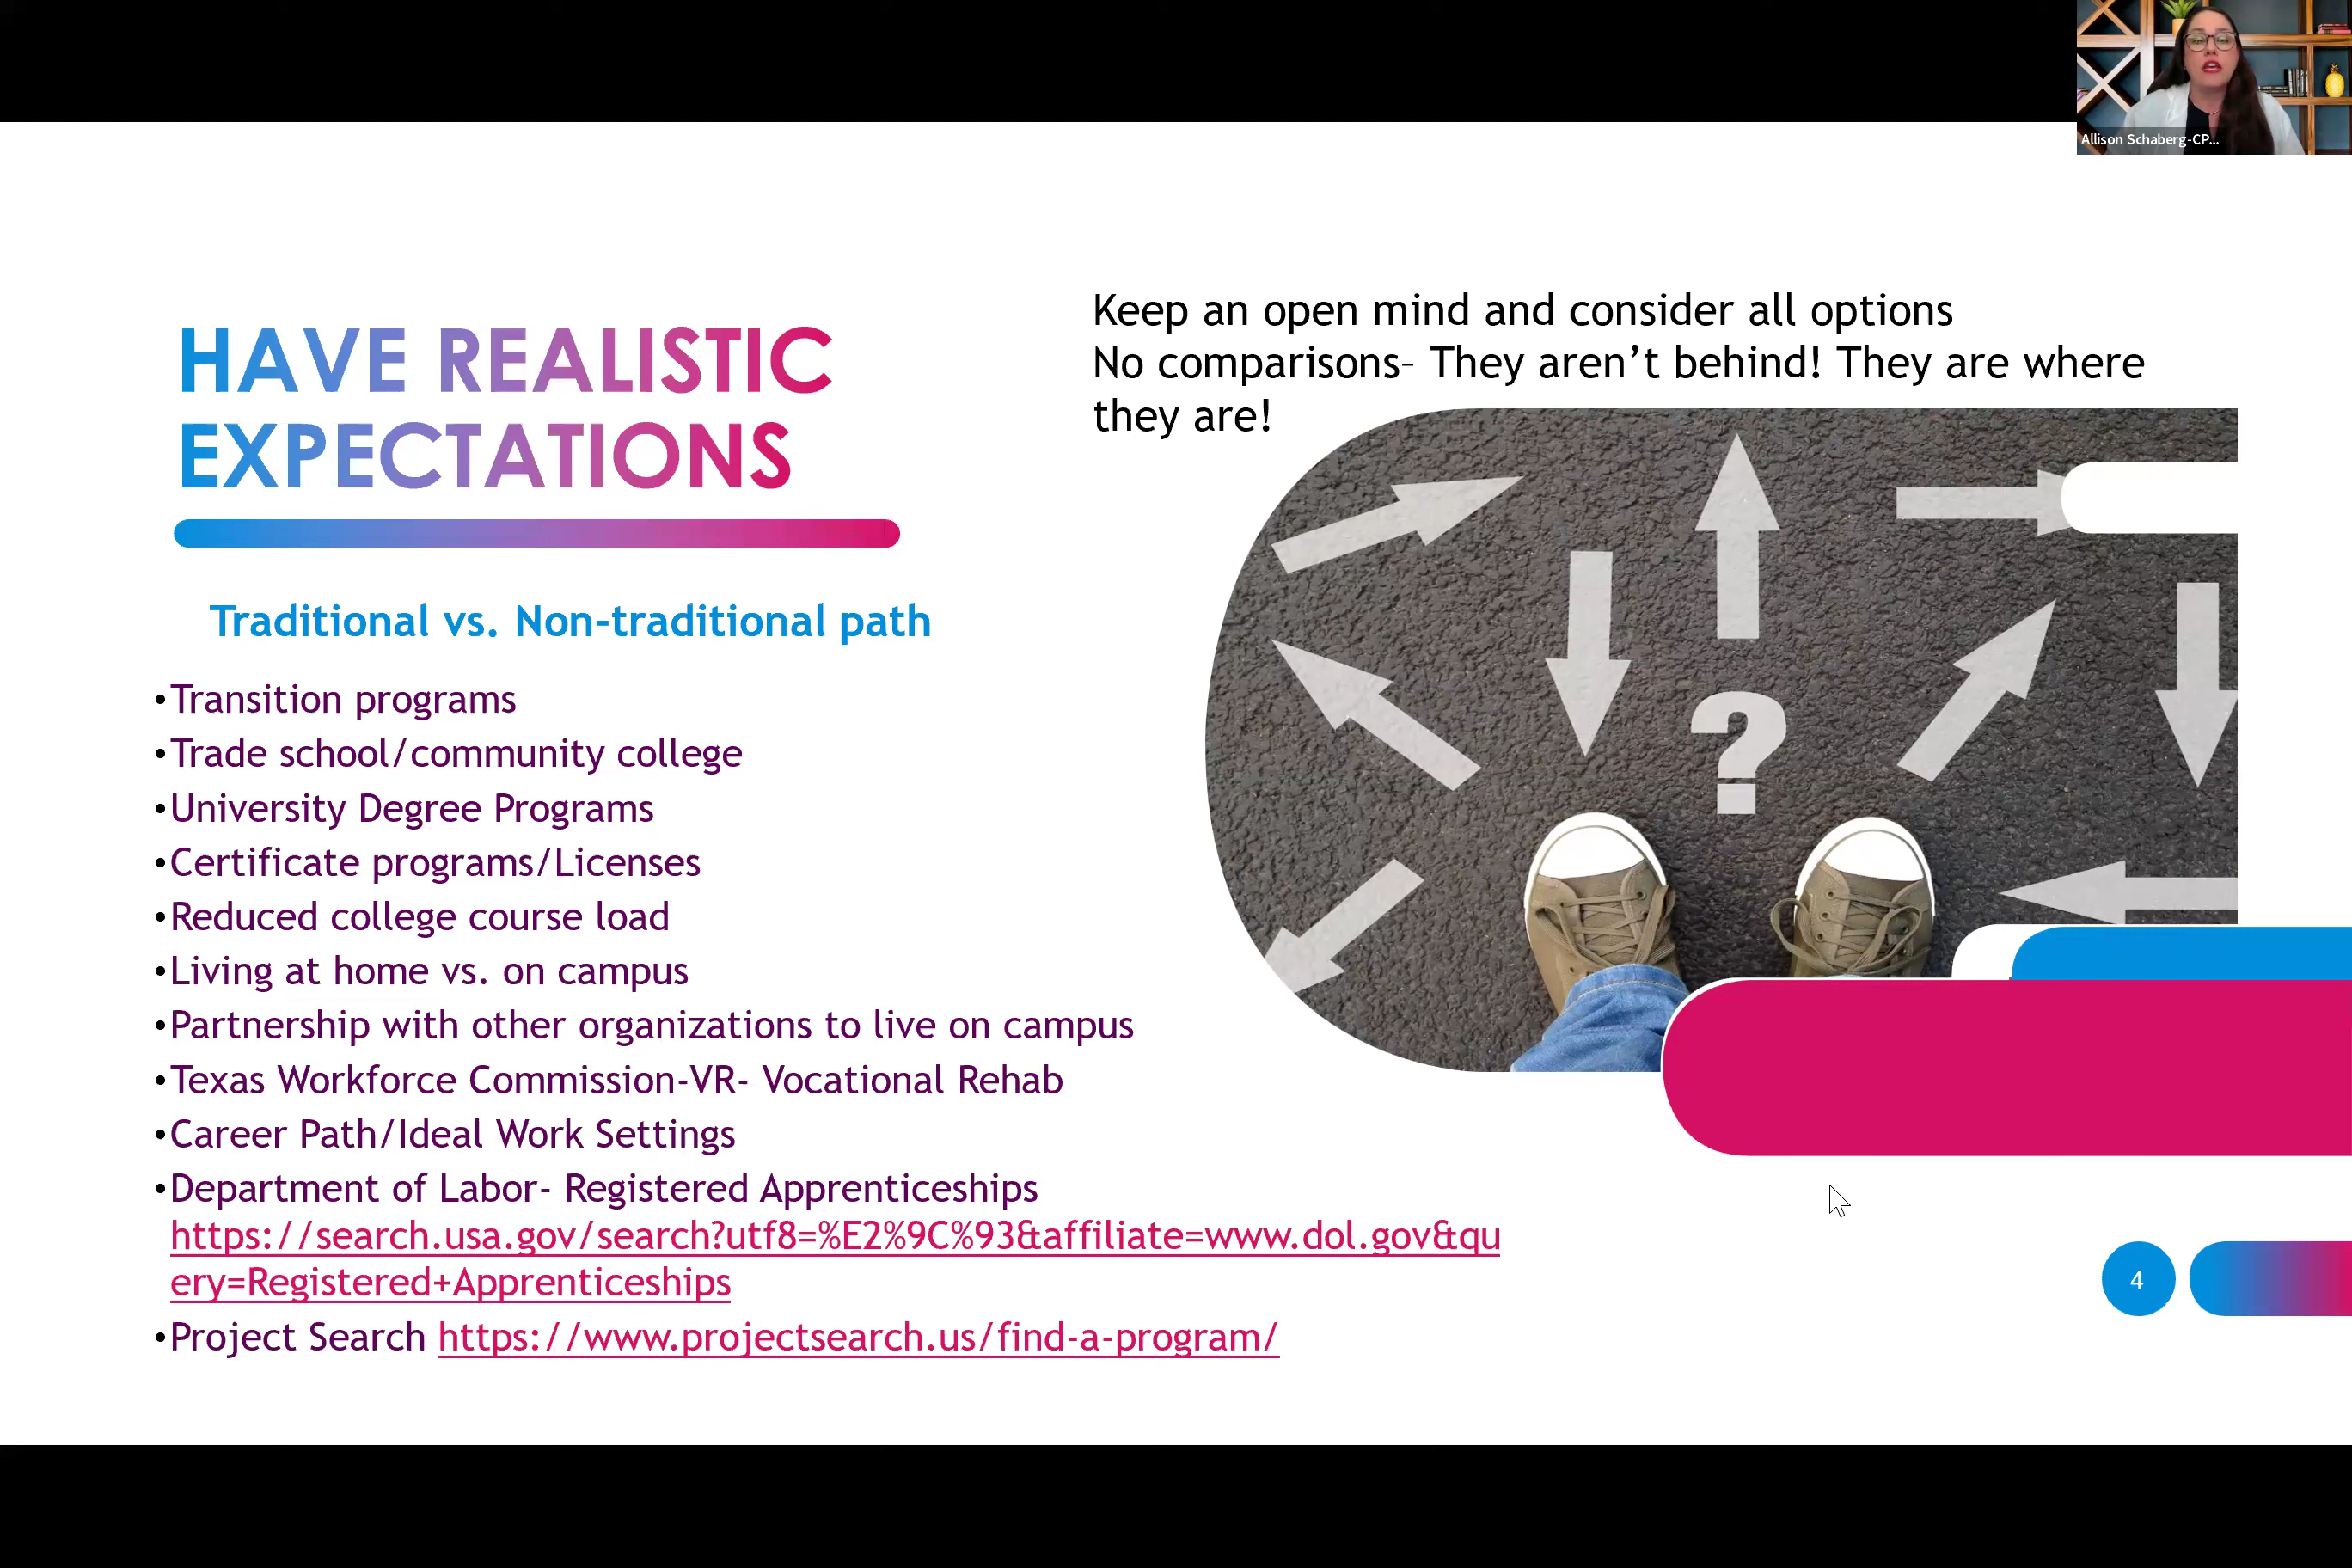 Allison Schaberg-CP...
HAVE REALISTIC
EXPECTATIONS
Keep an open mind and consider all options
No comparisons– They aren’t behind! They are where
they are!
Traditional vs. Non-traditional path
•Transition programs
•Trade school/community college
•University Degree Programs
•Certificate programs/Licenses
•Reduced college course load
•Living at home vs. on campus
•Partnership with other organizations to live on campus
•Texas Workforce Commission-VR- Vocational Rehab
•Career Path/Ideal Work Settings
•Department of Labor- Registered Apprenticeships
https://search.usa.gov/search?utf8=%E2%9C%93&affiliate=www.dol.gov&qu
ery=Registered+Apprenticeships
•Project Search https://www.projectsearch.us/find-a-program/
?
4